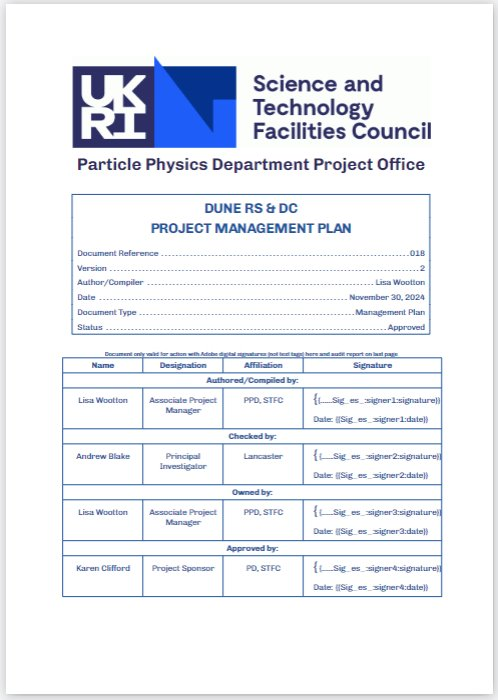 UK
RI
Science and
Technology
Facilities Council
Particle Physics Department Project Office
DUNE RS & DC
PROJECT MANAGEMENT PLAN
Document Reference ........................................................................018
Version ........................................................................2
Author/Compiler ........................................................................Lisa Wootton
Date ........................................................................November 30, 2024
Document Type ........................................................................Management Plan
Status ........................................................................Approved
Document only valid for action with Adobe digital signatures (not text tags) here and audit report on last page
Name Designation Affiliation Signature
Authored/Compiled by:
Lisa Wootton Associate Project Manager PPD, STFC {{......Sig_es_:signer1:signature}}
Date: {{Sig_es_:signer1:date}}
Checked by:
Andrew Blake Principal Investigator Lancaster {{......Sig_es_:signer2:signature}}
Date: {{Sig_es_:signer2:date}}
Owned by:
Lisa Wootton Associate Project Manager PPD, STFC {{......Sig_es_:signer3:signature}}
Date: {{Sig_es_:signer3:date}}
Approved by:
Karen Clifford Project Sponsor PD, STFC {{......Sig_es_:signer4:signature}}
Date: {{Sig_es_:signer4:date}}